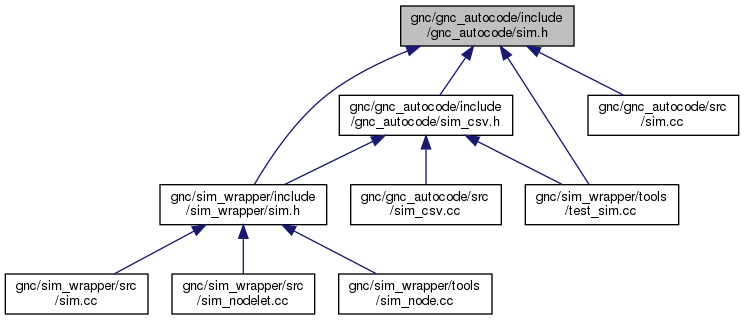 gnc/gnc_autocode/include
/gnc_autocode/sim.h
gnc/gnc_autocode/include
/gnc_autocode/sim_csv.h
gnc/gnc_autocode/src
/sim.cc
gnc/sim_wrapper/include
/sim_wrapper/sim.h
gnc/gnc_autocode/src
/sim_csv.cc
gnc/sim_wrapper/tools
/test_sim.cc
gnc/sim_wrapper/src
/sim.cc
gnc/sim_wrapper/src
/sim_nodelet.cc
gnc/sim_wrapper/tools
/sim_node.cc